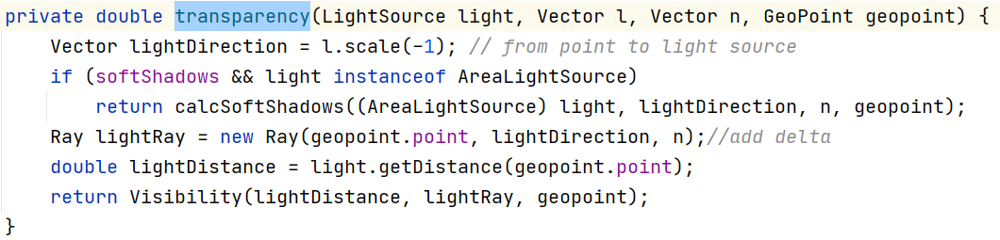 private double transparency(LightSource light, Vector l, Vector n, GeoPoint geopoint) {
Vector lightDirection = l.scale(-1); // from point to light source
if (softShadows && light instanceof AreaLightSource)
return calcSoftShadows((AreaLightSource) light, lightDirection, n, geopoint);
Ray lightRay = new Ray(geopoint.point, lightDirection, n);//add delta
double lightDistance = light.getDistance(geopoint.point);
return Visibility(lightDistance, lightRay, geopoint);
}